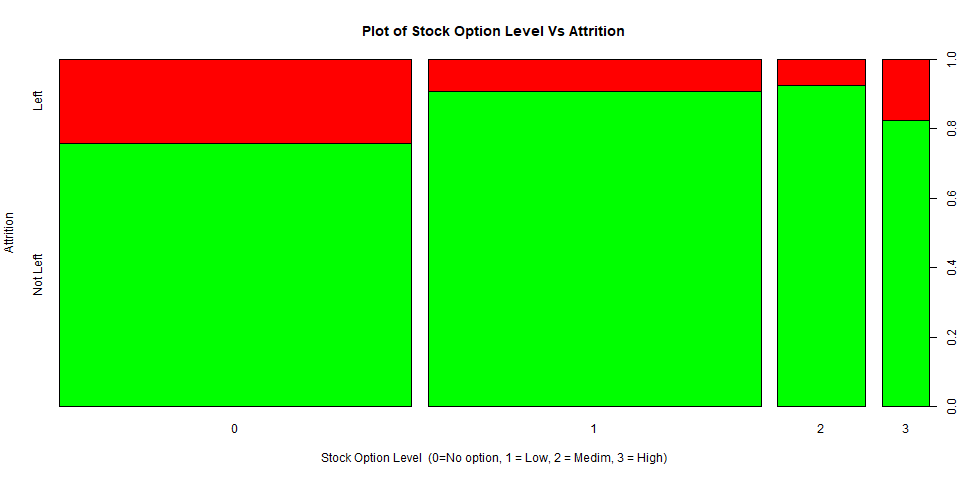 Plot of Stock Option Level Vs Attrition
Left
Not Left
Attrition
1.0
0.8
0.6
0.4
0.2
0.0
0
1
2
3
Stock Option Level  (0=No option, 1 = Low, 2 = Medim, 3 = High)